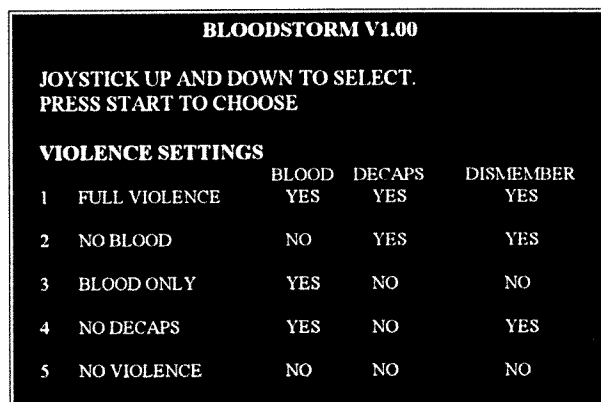 BLOODSTORM V1.00
JOYSTICK UP AND DOWN TO SELECT.
PRESS START TO CHOOSE
VIOLENCE SETTINGS
BLOOD DECAPS DISMEMBER
1 FULL VIOLENCE YES YES YES
2 NO BLOOD NO YES YES
3 BLOOD ONLY YES NO NO
4 NO DECAPS YES NO YES
5 NO VIOLENCE NO NO NO